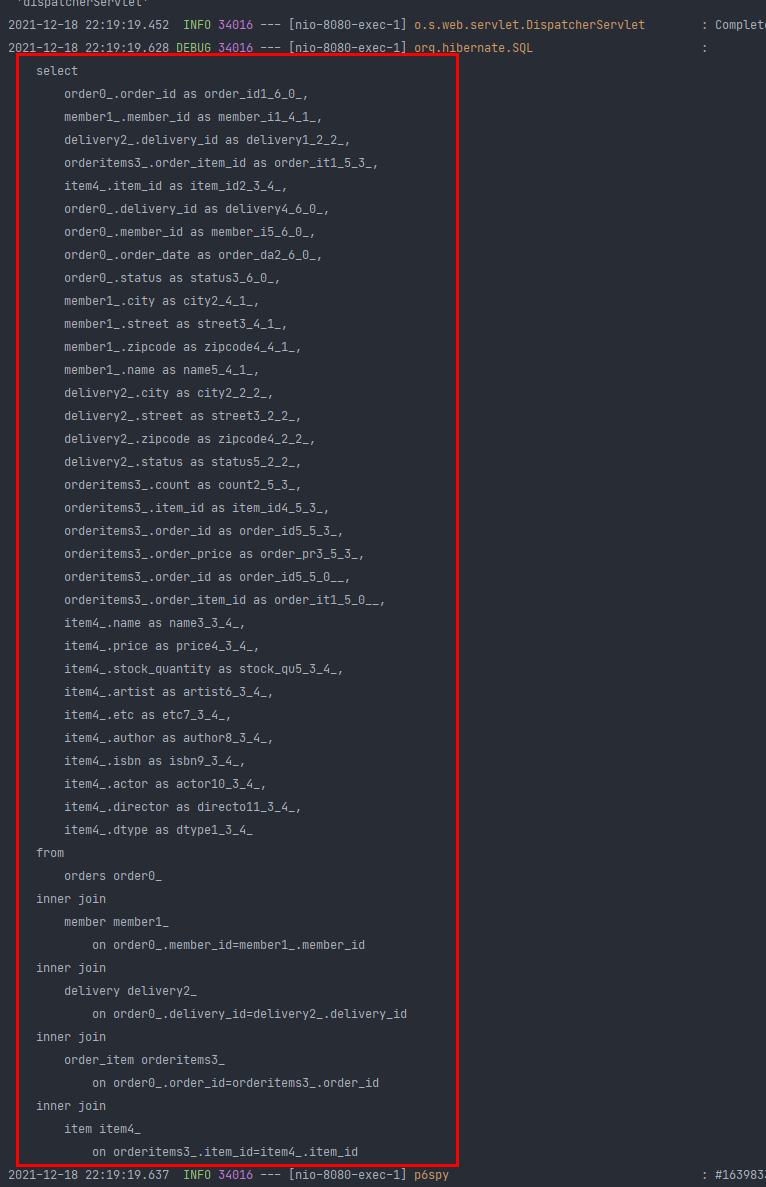 'dispatcherServlet'
2021-12-18 22:19:19.452  INFO 34016 --- [nio-8080-exec-1] o.s.web.servlet.DispatcherServlet        : Complete
2021-12-18 22:19:19.628 DEBUG 34016 --- [nio-8080-exec-1] org.hibernate.SQL                        :
    select
        order0_.order_id as order_id1_6_0_,
        member1_.member_id as member_i1_4_1_,
        delivery2_.delivery_id as delivery1_2_2_,
        orderitems3_.order_item_id as order_it1_5_3_,
        item4_.item_id as item_id2_3_4_,
        order0_.delivery_id as delivery4_6_0_,
        order0_.member_id as member_i5_6_0_,
        order0_.order_date as order_da2_6_0_,
        order0_.status as status3_6_0_,
        member1_.city as city2_4_1_,
        member1_.street as street3_4_1_,
        member1_.zipcode as zipcode4_4_1_,
        member1_.name as name5_4_1_,
        delivery2_.city as city2_2_2_,
        delivery2_.street as street3_2_2_,
        delivery2_.zipcode as zipcode4_2_2_,
        delivery2_.status as status5_2_2_,
        orderitems3_.count as count2_5_3_,
        orderitems3_.item_id as item_id4_5_3_,
        orderitems3_.order_id as order_id5_5_3_,
        orderitems3_.order_price as order_pr3_5_3_,
        orderitems3_.order_id as order_id5_5_0__,
        orderitems3_.order_item_id as order_it1_5_0__,
        item4_.name as name3_3_4_,
        item4_.price as price4_3_4_,
        item4_.stock_quantity as stock_qu5_3_4_,
        item4_.artist as artist6_3_4_,
        item4_.etc as etc7_3_4_,
        item4_.author as author8_3_4_,
        item4_.isbn as isbn9_3_4_,
        item4_.actor as actor10_3_4_,
        item4_.director as directo11_3_4_,
        item4_.dtype as dtype1_3_4_
    from
        orders order0_
    inner join
        member member1_
            on order0_.member_id=member1_.member_id
    inner join
        delivery delivery2_
            on order0_.delivery_id=delivery2_.delivery_id
    inner join
        order_item orderitems3_
            on order0_.order_id=orderitems3_.order_id
    inner join
        item item4_
            on orderitems3_.item_id=item4_.item_id
2021-12-18 22:19:19.637  INFO 34016 --- [nio-8080-exec-1] p6spy                                    : #163983